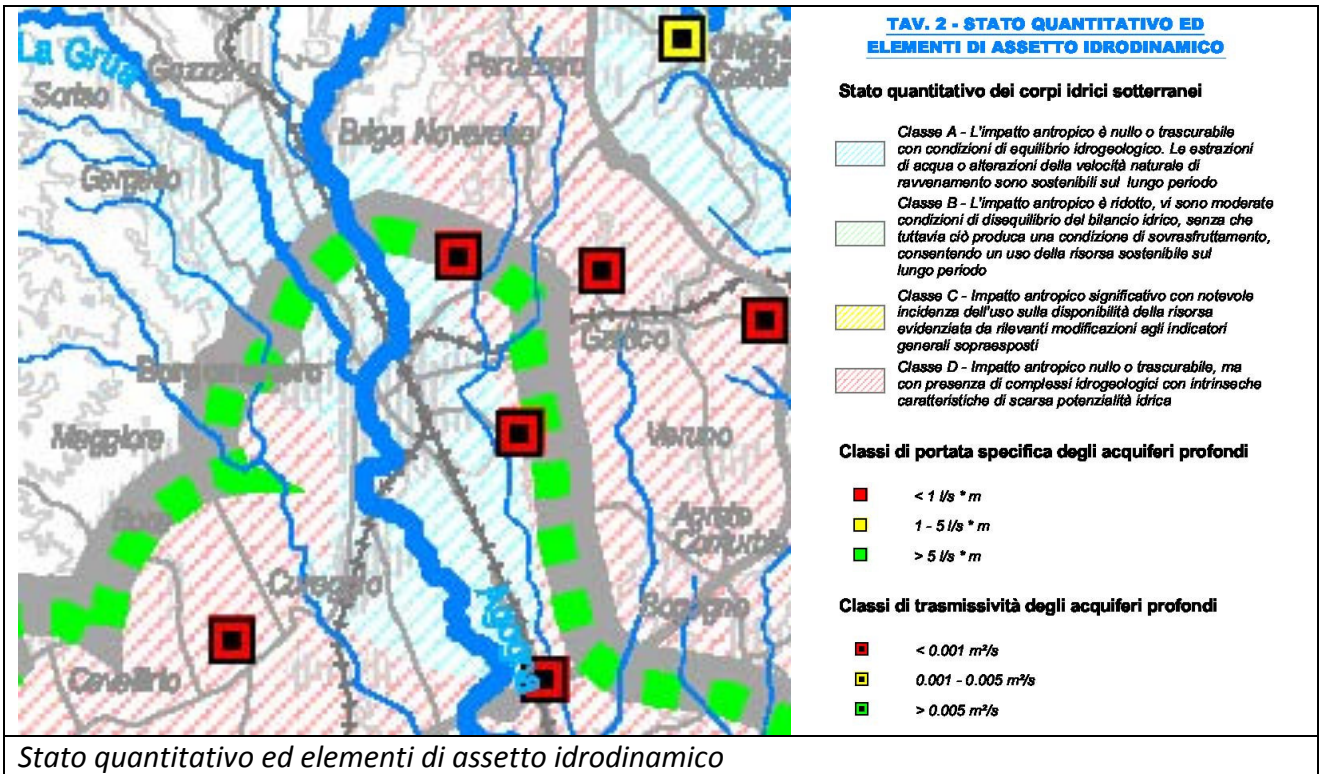 La Grua
Gozzano
Soriso
Briga Novarese
Gargallo
Borgomanero
Gattico
Maggiora
Veruno
Agrate
Conturbia
Cureggio
Bogogno
Cavallirio
Agogna
TAV. 2 - STATO QUANTITATIVO ED
ELEMENTI DI ASSETTO IDRODINAMICO
Stato quantitativo dei corpi idrici sotterranei
Classe A - L'impatto antropico è nullo o trascurabile
con condizioni di equilibrio idrogeologico. Le estrazioni
di acqua o alterazioni della velocità naturale di
ravvenamento sono sostenibili sul lungo periodo
Classe B - L'impatto antropico è ridotto, vi sono moderate
condizioni di disequilibrio del bilancio idrico, senza che
tuttavia ciò produca una condizione di sovrasfruttamento,
consentendo un uso della risorsa sostenibile sul
lungo periodo
Classe C - Impatto antropico significativo con notevole
incidenza dell'uso sulla disponibilità della risorsa
evidenziata da rilevanti modificazioni agli indicatori
generali sopraesposti
Classe D - Impatto antropico nullo o trascurabile, ma
con presenza di complessi idrogeologici con intrinseche
caratteristiche di scarsa potenzialità idrica
Classi di portata specifica degli acquiferi profondi
< 1 l/s * m
1 - 5 l/s * m
> 5 l/s * m
Classi di trasmissività degli acquiferi profondi
< 0.001 m²/s
0.001 - 0.005 m²/s
> 0.005 m²/s
Stato quantitativo ed elementi di assetto idrodinamico